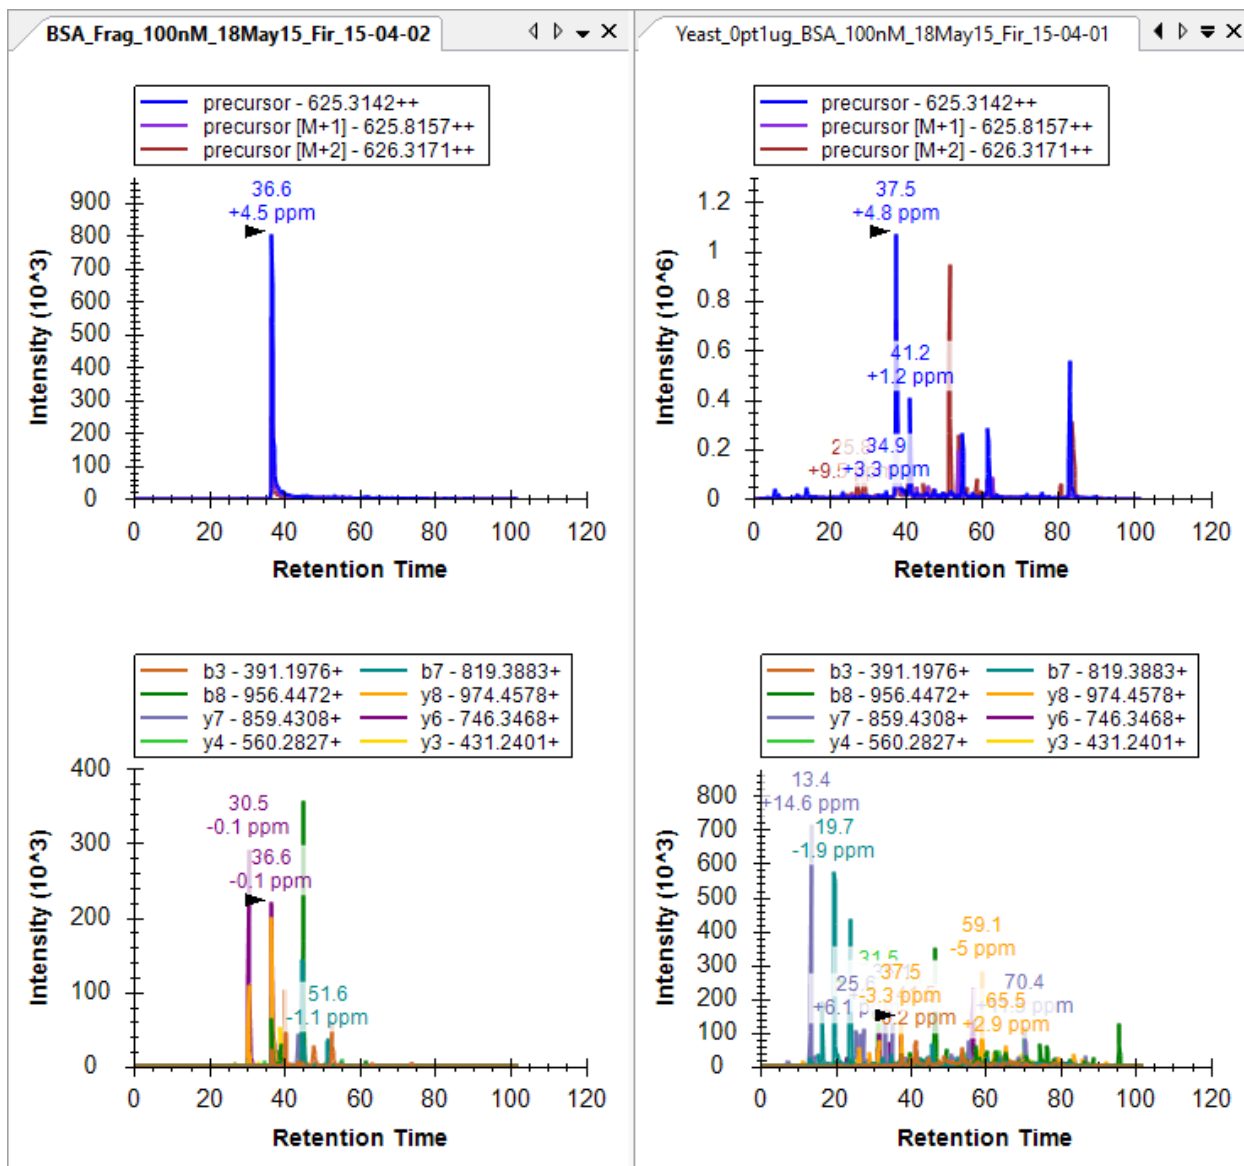 BSA_Frag_100nM_18May15_Fir_15-04-02
precursor - 625.3142++
precursor [M+1] - 625.8157++
precursor [M+2] - 626.3171++
36.6
+4.5 ppm
900
800
700
600
500
400
300
200
100
0
Intensity (10^3)
0 20 40 60 80 100 120
Retention Time
b3 - 391.1976+ b7 - 819.3883+
b8 - 956.4472+ y8 - 974.4578+
y7 - 859.4308+ y6 - 746.3468+
y4 - 560.2827+ y3 - 431.2401+
30.5
-0.1 ppm
36.6
-0.1 ppm
51.6
-1.1 ppm
400
300
200
100
0
Intensity (10^3)
0 20 40 60 80 100 120
Retention Time
Yeast_0pt1ug_BSA_100nM_18May15_Fir_15-04-01
precursor - 625.3142++
precursor [M+1] - 625.8157++
precursor [M+2] - 626.3171++
37.5
+4.8 ppm
41.2
+1.2 ppm
34.9
+3.3 ppm
1.2
1
0.8
0.6
0.4
0.2
0
Intensity (10^6)
0 20 40 60 80 100 120
Retention Time
b3 - 391.1976+ b7 - 819.3883+
b8 - 956.4472+ y8 - 974.4578+
y7 - 859.4308+ y6 - 746.3468+
y4 - 560.2827+ y3 - 431.2401+
13.4
+14.6 ppm
19.7
-1.9 ppm
31.5
37.5
-3.3 ppm
25.6
+6.1
59.1
-5 ppm
70.4
ppm
65.5
+2.9 ppm
800
700
600
500
400
300
200
100
0
Intensity (10^3)
0 20 40 60 80 100 120
Retention Time